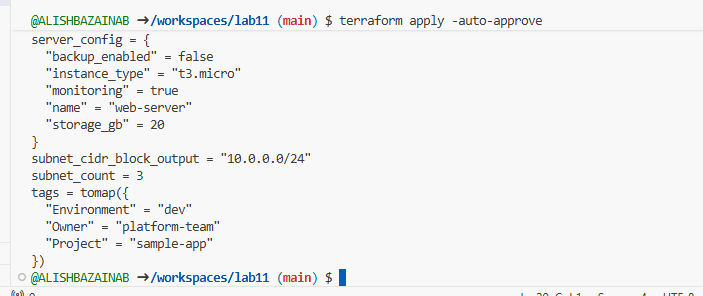 @ALISHBAZAINAB ➜/workspaces/lab11 (main) $ terraform apply -auto-approve
server_config = {
  "backup_enabled" = false
  "instance_type" = "t3.micro"
  "monitoring" = true
  "name" = "web-server"
  "storage_gb" = 20
}
subnet_cidr_block_output = "10.0.0.0/24"
subnet_count = 3
tags = tomap({
  "Environment" = "dev"
  "Owner" = "platform-team"
  "Project" = "sample-app"
})
@ALISHBAZAINAB ➜/workspaces/lab11 (main) $